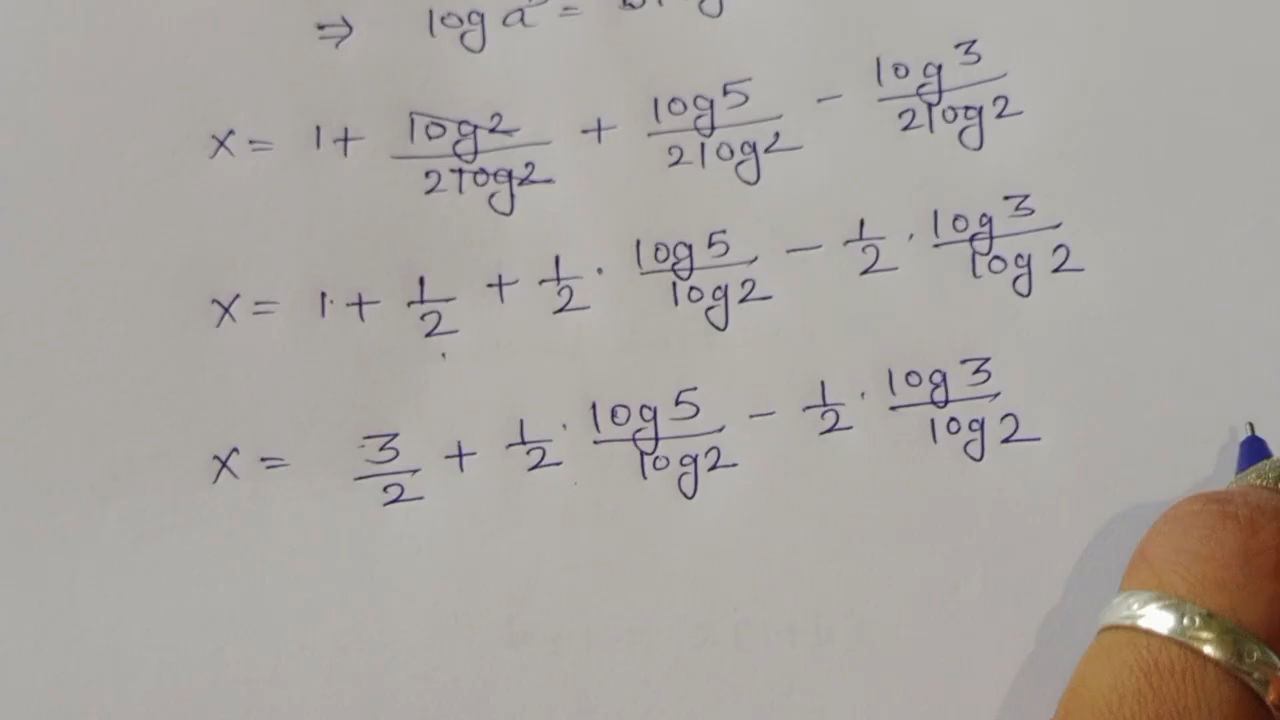 ⇒ log a =
x = 1 + log2/2log2 + log5/2log2 - log3/2log2
x = 1 + 1/2 + 1/2 · log5/log2 - 1/2 · log3/log2
x = 3/2 + 1/2 · log5/log2 - 1/2 · log3/log2